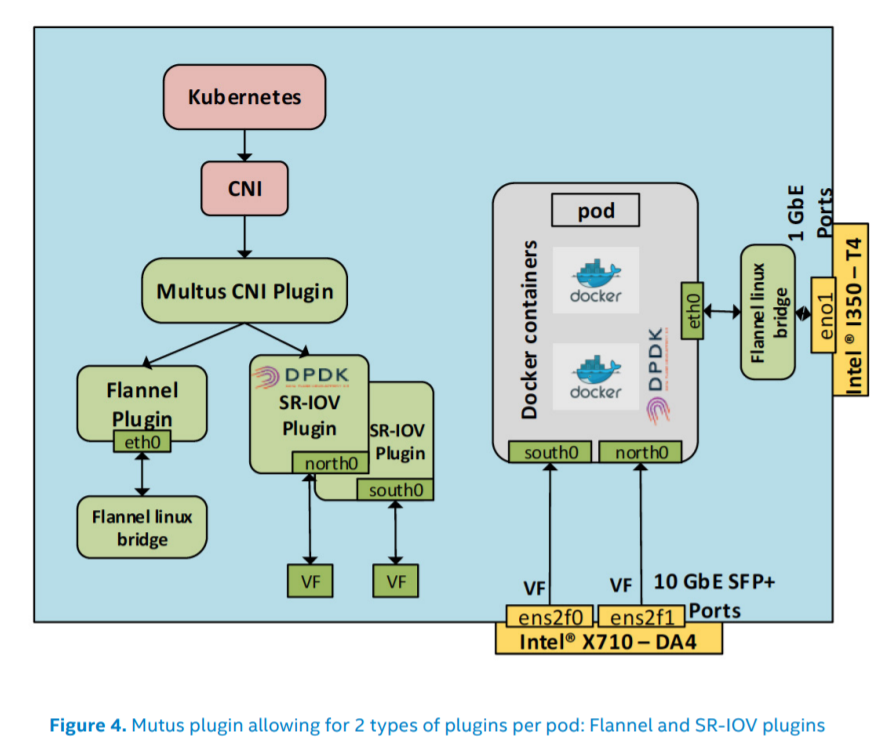 Kubernetes
CNI
Multus CNI Plugin
Flannel
Plugin
eth0
Flannel linux
bridge
DPDK
SR-IOV
Plugin
north0
SR-IOV
Plugin
south0
VF
VF
pod
Docker containers
docker
docker
DPDK
eth0
south0
north0
Flannel linux
bridge
1 GbE
Ports
eno1
Intel ® I350 – T4
VF
VF
10 GbE SFP+
Ports
ens2f0
ens2f1
Intel® X710 – DA4
Figure 4. Mutus plugin allowing for 2 types of plugins per pod: Flannel and SR-IOV plugins